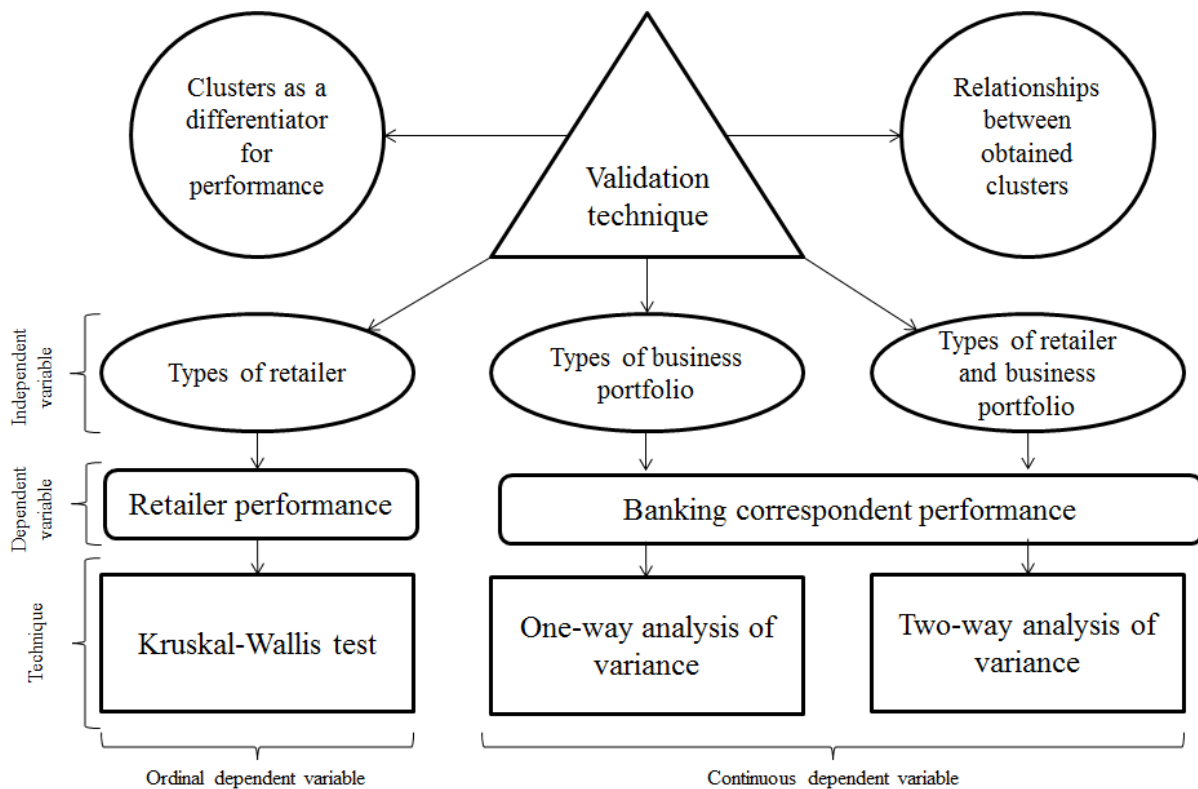 Clusters as a
differentiator
for
performance
Validation
technique
Relationships
between
obtained
clusters
Independent
variable
Types of retailer
Types of business
portfolio
Types of retailer
and business
portfolio
Dependent
variable
Retailer performance
Banking correspondent performance
Technique
Kruskal-Wallis test
One-way analysis of
variance
Two-way analysis of
variance
Ordinal dependent variable
Continuous dependent variable